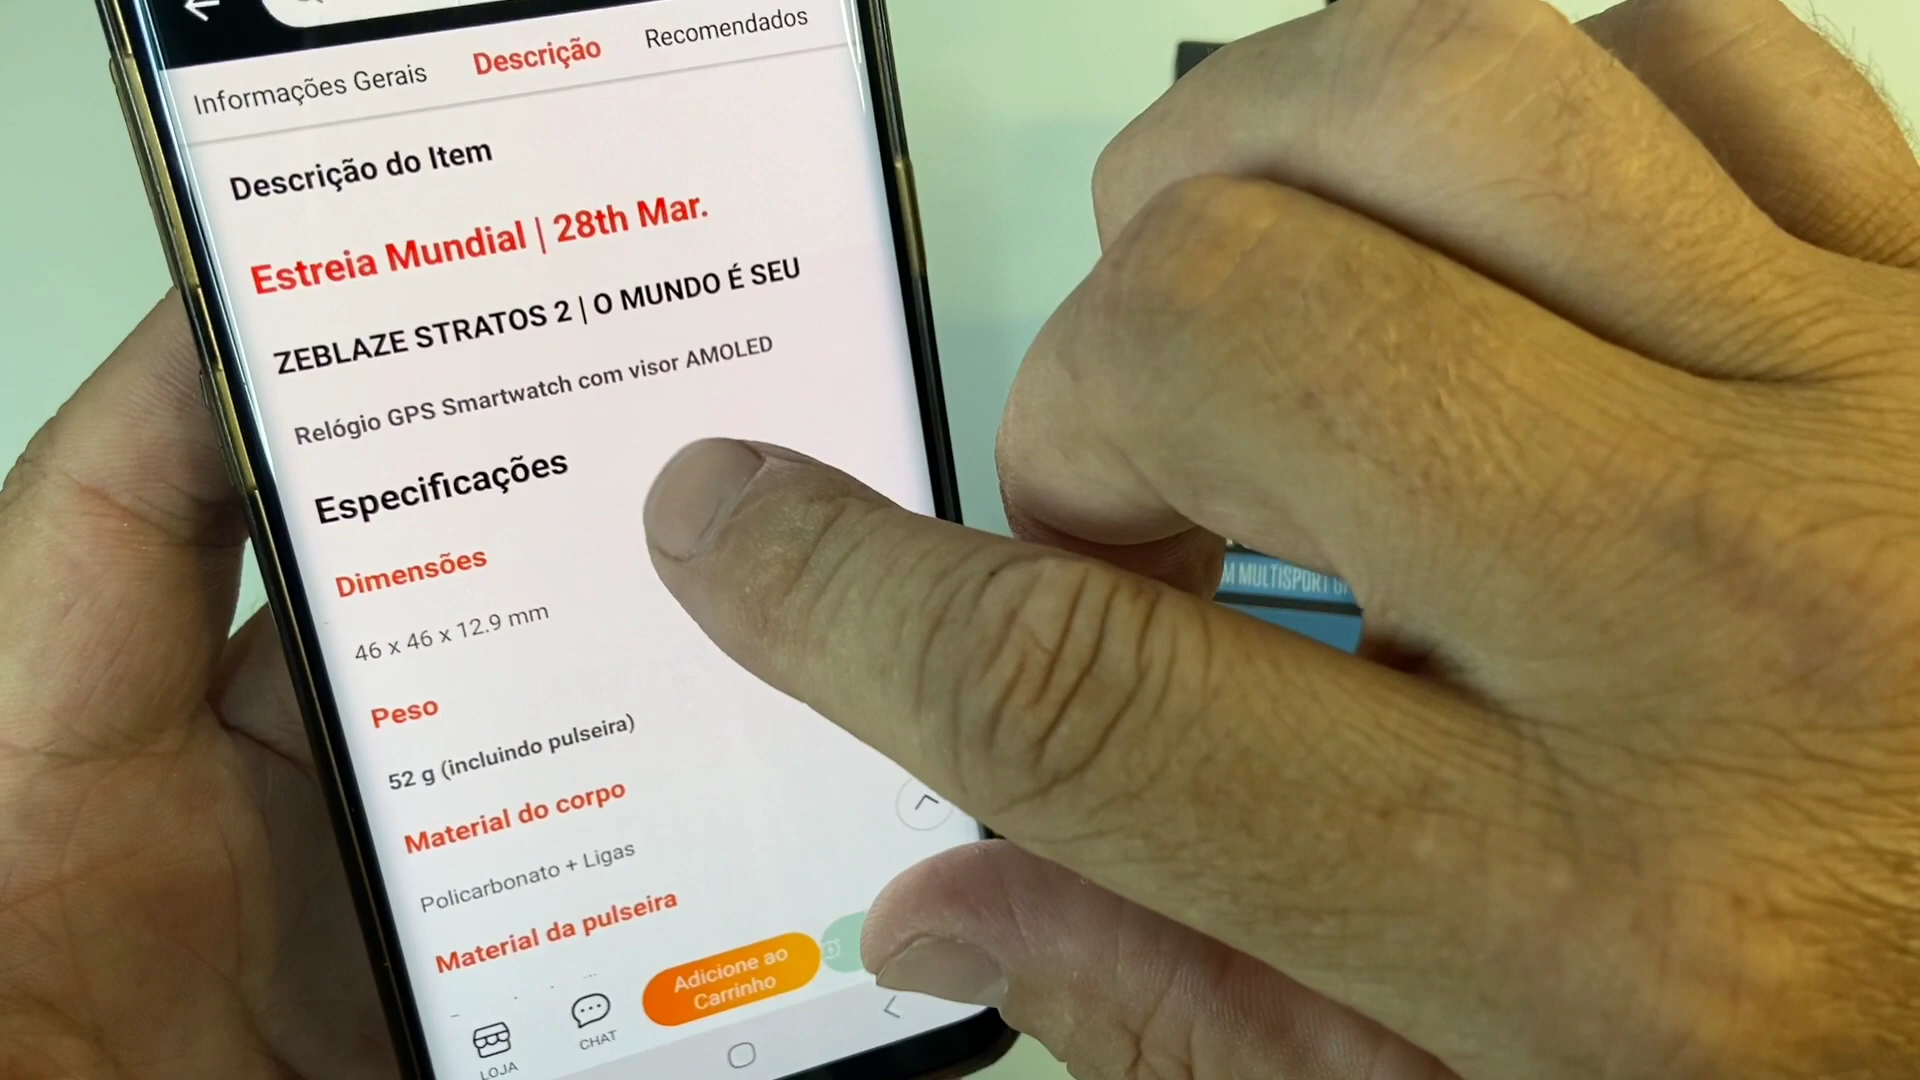 Informações Gerais Descrição Recomendados
Descrição do Item
Estreia Mundial | 28th Mar.
ZEBLAZE STRATOS 2 | O MUNDO É SEU
Relógio GPS Smartwatch com visor AMOLED
Especificações
Dimensões
46 x 46 x 12.9 mm
Peso
52 g (incluindo pulseira)
Material do corpo
Policarbonato + Ligas
Material da pulseira
LOJA
CHAT
Adicione ao
Carrinho
MULTISPORT